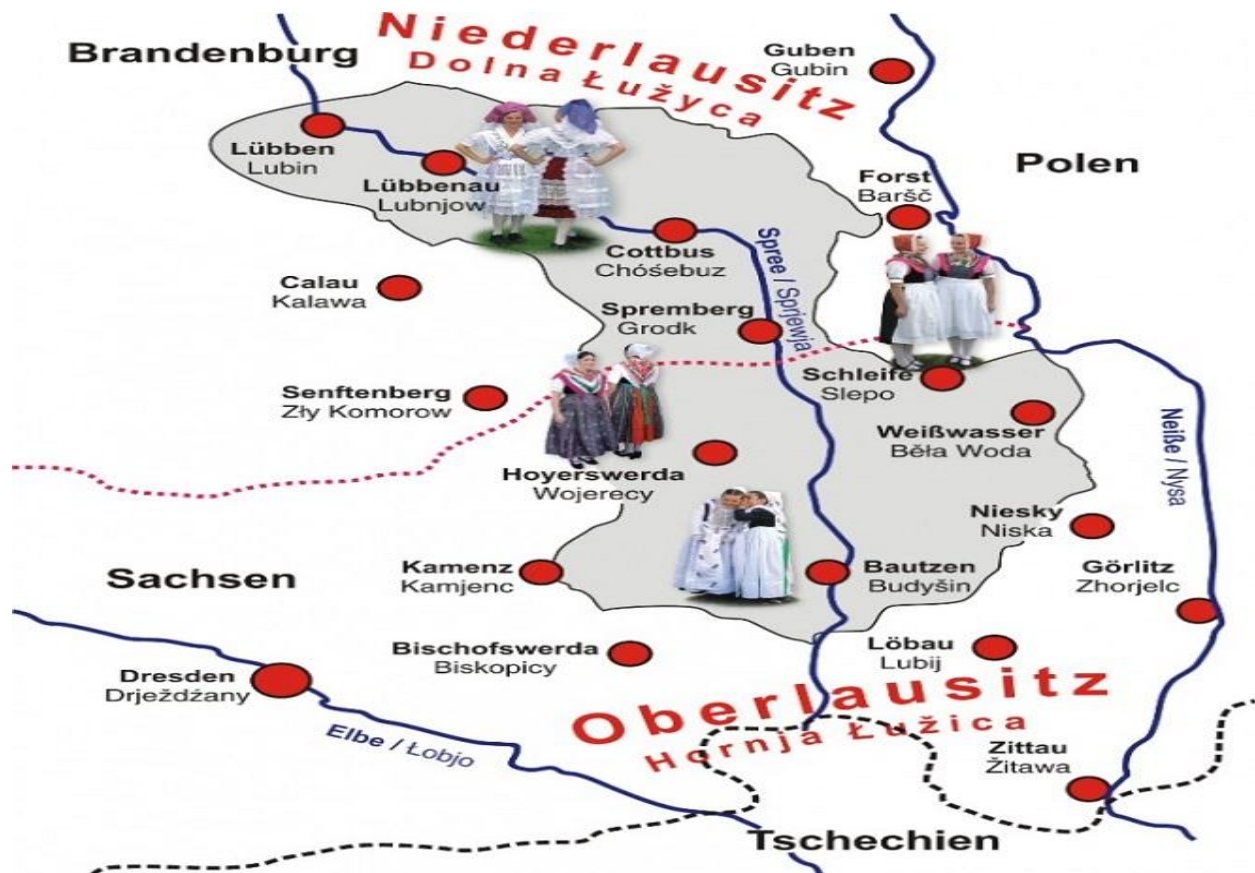 Brandenburg
Niederlausitz
Dolna Łužyca
Guben
Gubin
Polen
Lübben
Lubin
Lübbenau
Lubnjow
Forst
Baršč
Cottbus
Chóśebuz
Spree / Sprjewja
Calau
Kalawa
Spremberg
Grodk
Senftenberg
Zły Komorow
Schleife
Slepo
Weißwasser
Běła Woda
Neiße / Nysa
Hoyerswerda
Wojerecy
Niesky
Niska
Sachsen
Kamenz
Kamjenc
Bautzen
Budyšin
Görlitz
Zhorjelc
Bischofswerda
Biskopicy
Löbau
Lubij
Dresden
Drježdźany
Oberlausitz
Hornja Łužica
Elbe / Łobjo
Zittau
Žitawa
Tschechien